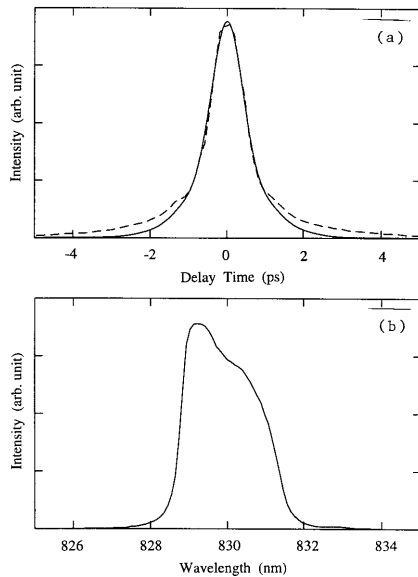 (a)
Intensity (arb. unit)
-4 -2 0 2 4
Delay Time (ps)
(b)
Intensity (arb. unit)
826 828 830 832 834
Wavelength (nm)